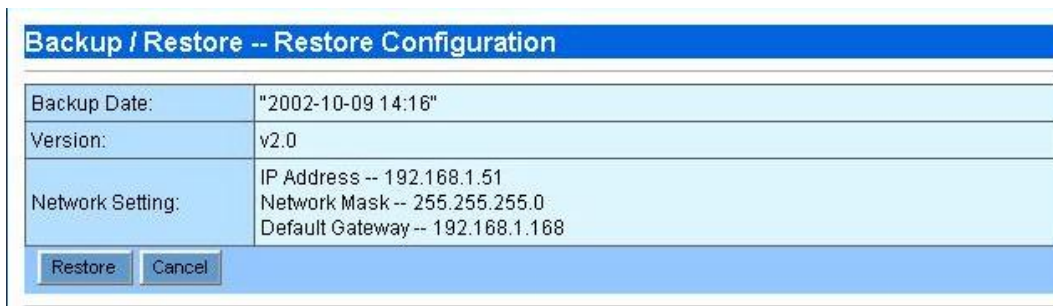 Backup / Restore -- Restore Configuration
Backup Date: "2002-10-09 14:16"
Version: v2.0
Network Setting: IP Address -- 192.168.1.51
Network Mask -- 255.255.255.0
Default Gateway -- 192.168.1.168
Restore Cancel